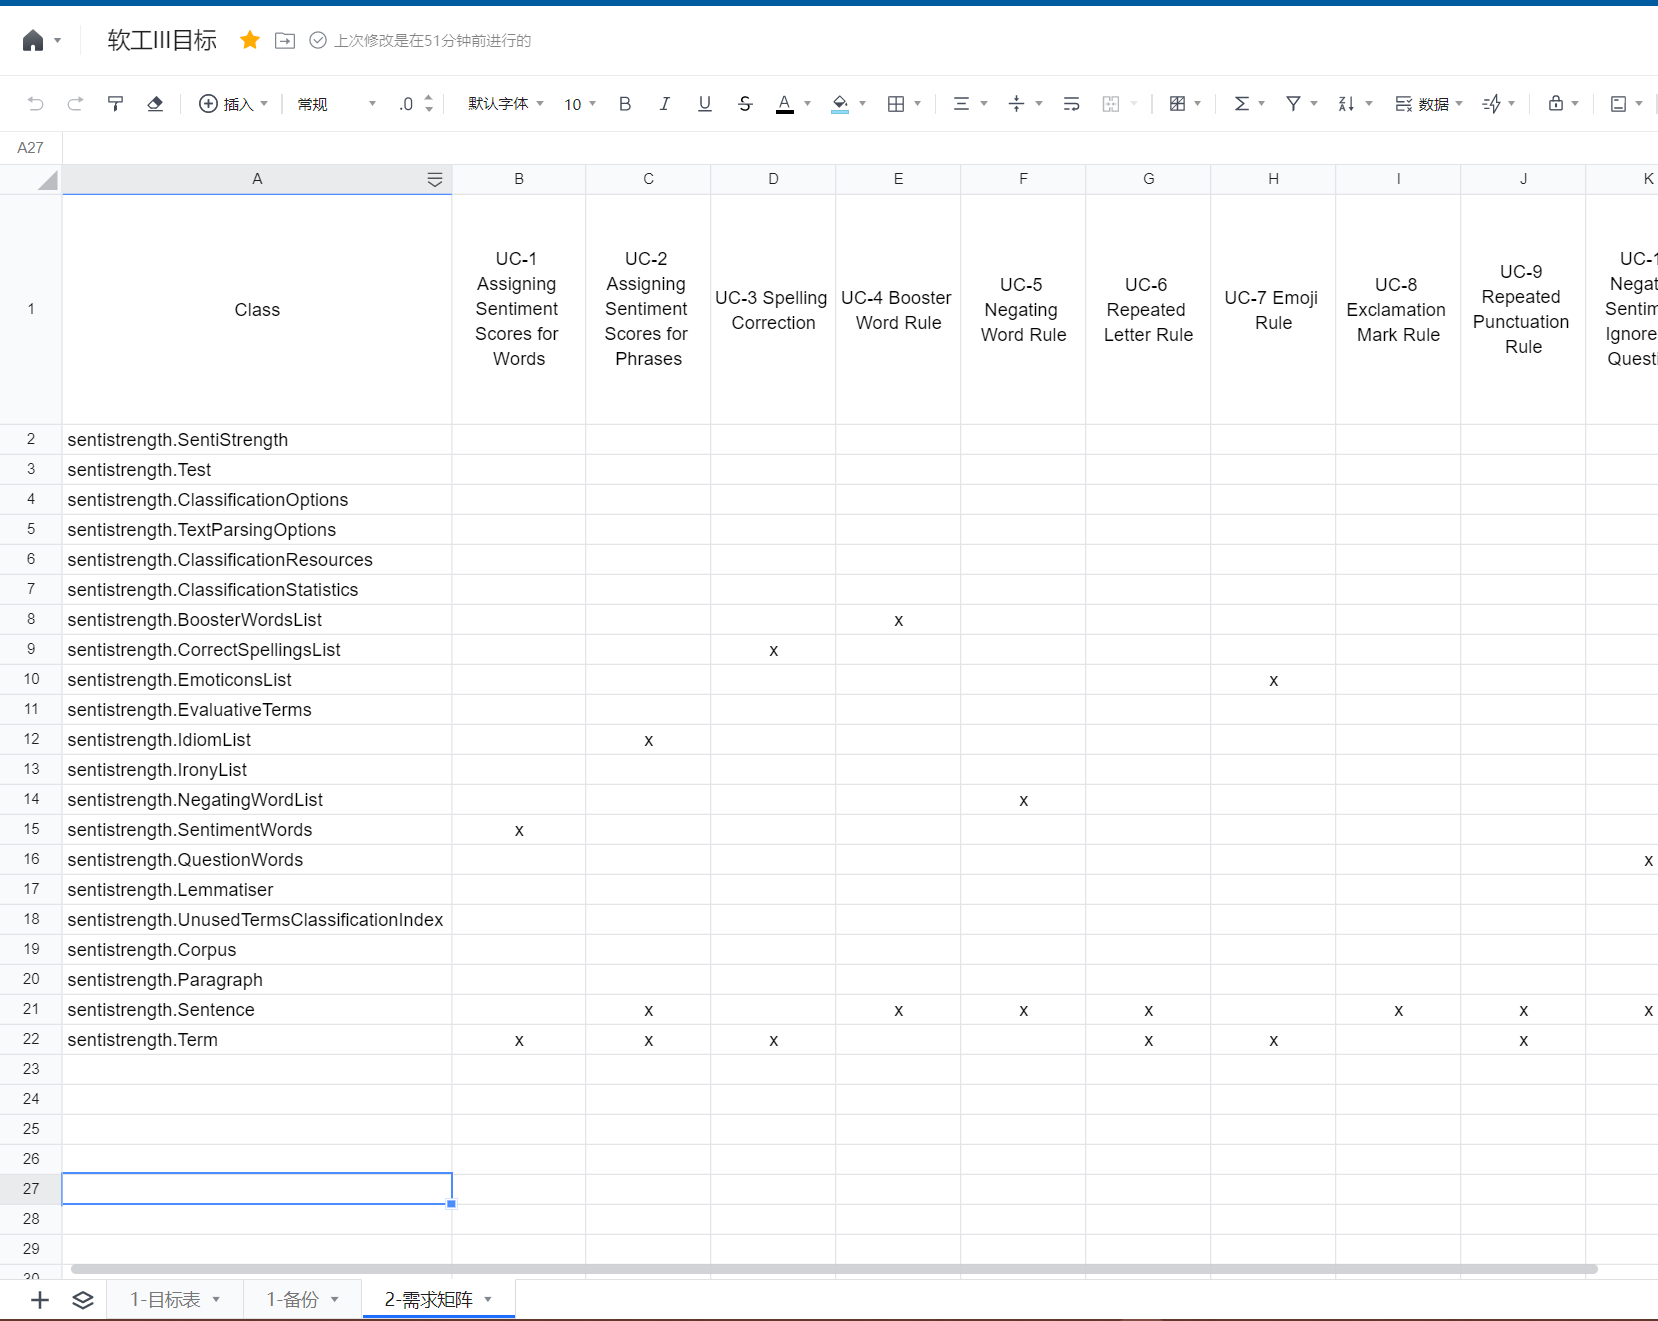 软工III目标 上次修改是在51分钟前进行的
插入 常规 .0 默认字体 10 B I U S A 数据
A27
A B C D E F G H I J K
1
Class
UC-1
Assigning
Sentiment
Scores for
Words
UC-2
Assigning
Sentiment
Scores for
Phrases
UC-3 Spelling
Correction
UC-4 Booster
Word Rule
UC-5
Negating
Word Rule
UC-6
Repeated
Letter Rule
UC-7 Emoji
Rule
UC-8
Exclamation
Mark Rule
UC-9
Repeated
Punctuation
Rule
UC-1
Negat
Sentim
Ignore
Questi
2 sentistrength.SentiStrength
3 sentistrength.Test
4 sentistrength.ClassificationOptions
5 sentistrength.TextParsingOptions
6 sentistrength.ClassificationResources
7 sentistrength.ClassificationStatistics
8 sentistrength.BoosterWordsList x
9 sentistrength.CorrectSpellingsList x
10 sentistrength.EmoticonsList x
11 sentistrength.EvaluativeTerms
12 sentistrength.IdiomList x
13 sentistrength.IronyList
14 sentistrength.NegatingWordList x
15 sentistrength.SentimentWords x
16 sentistrength.QuestionWords x
17 sentistrength.Lemmatiser
18 sentistrength.UnusedTermsClassificationIndex
19 sentistrength.Corpus
20 sentistrength.Paragraph
21 sentistrength.Sentence x x x x x x x
22 sentistrength.Term x x x x x x
23
24
25
26
27
28
29
30
1-目标表 1-备份 2-需求矩阵